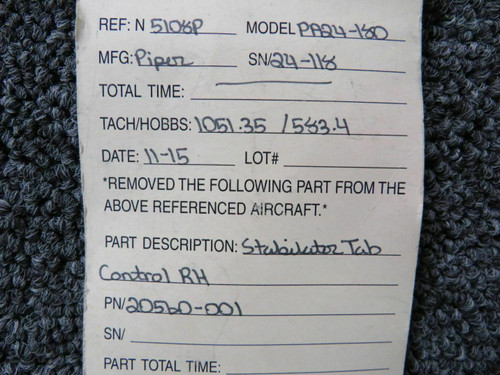 REF: N 5108P MODEL PA24-180
MFG: Piper SN/ 24-118
TOTAL TIME:
TACH/HOBBS: 1051.35 / 583.4
DATE: 11-15 LOT#
*REMOVED THE FOLLOWING PART FROM THE
ABOVE REFERENCED AIRCRAFT.*
PART DESCRIPTION: Stabilator Tab
Control RH
PN/ 20560-001
SN/
PART TOTAL TIME: